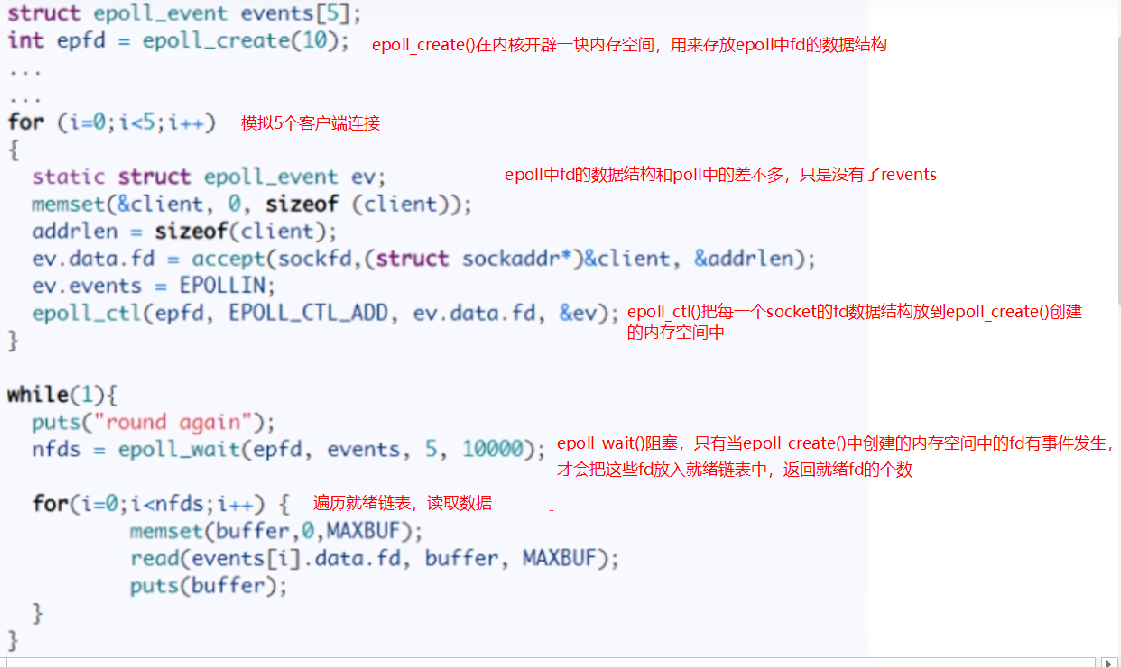 struct epoll_event events[5];
int epfd = epoll_create(10); epoll_create()在内核开辟一块内存空间，用来存放epoll中fd的数据结构
...
...
for (i=0;i<5;i++) 模拟5个客户端连接
{
static struct epoll_event ev; epoll中fd的数据结构和poll中的差不多，只是没有了revents
memset(&client, 0, sizeof (client));
addrlen = sizeof(client);
ev.data.fd = accept(sockfd,(struct sockaddr*)&client, &addrlen);
ev.events = EPOLLIN;
epoll_ctl(epfd, EPOLL_CTL_ADD, ev.data.fd, &ev); epoll_ctl()把每一个socket的fd数据结构放到epoll_create()创建
的内存空间中
}
while(1){
puts("round again");
nfds = epoll_wait(epfd, events, 5, 10000); epoll_wait()阻塞，只有当epoll_create()中创建的内存空间中的fd有事件发生，
才会把这些fd放入就绪链表中，返回就绪fd的个数
for(i=0;i<nfds;i++) { 遍历就绪链表，读取数据
memset(buffer,0,MAXBUF);
read(events[i].data.fd, buffer, MAXBUF);
puts(buffer);
}
}